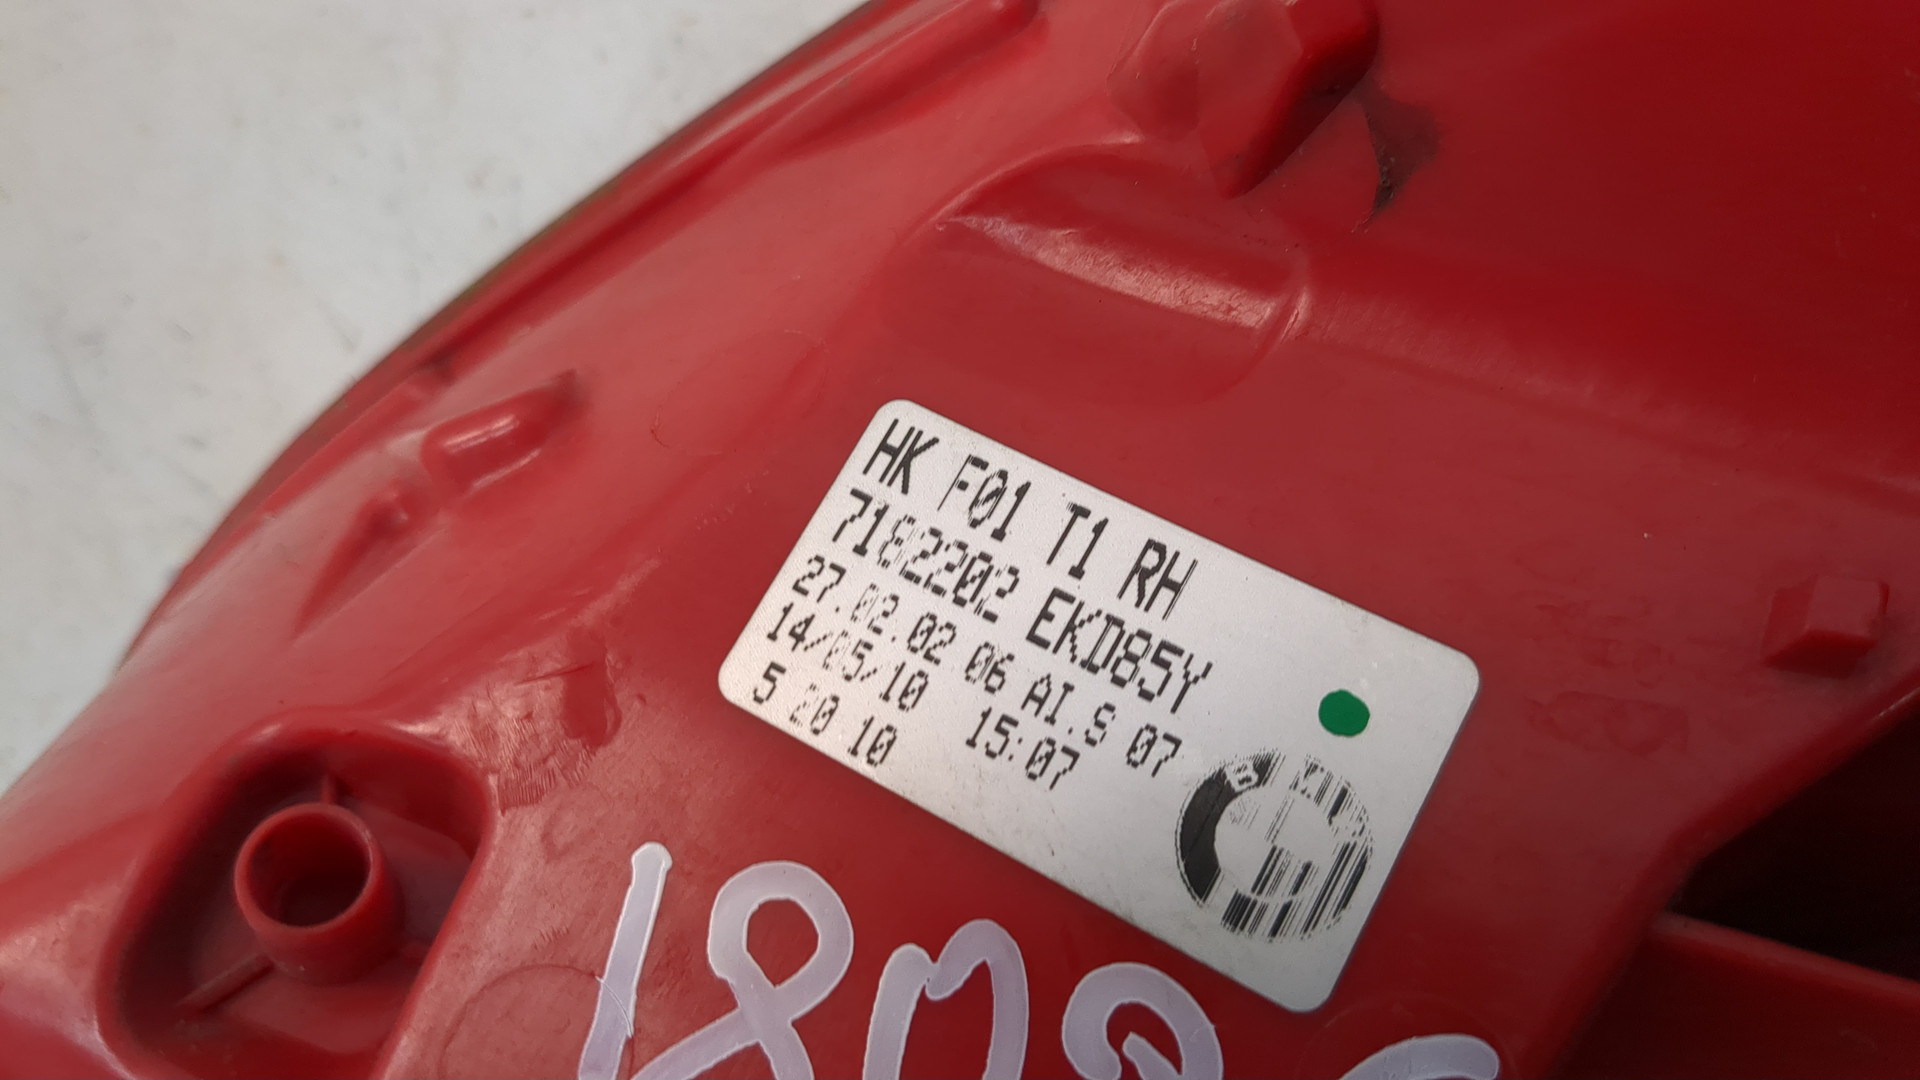 HK F01 T1 RH
7182202 EKD85Y
27.02.02 06 AI.S 07
14/05/10 15:07
5 20 10
B